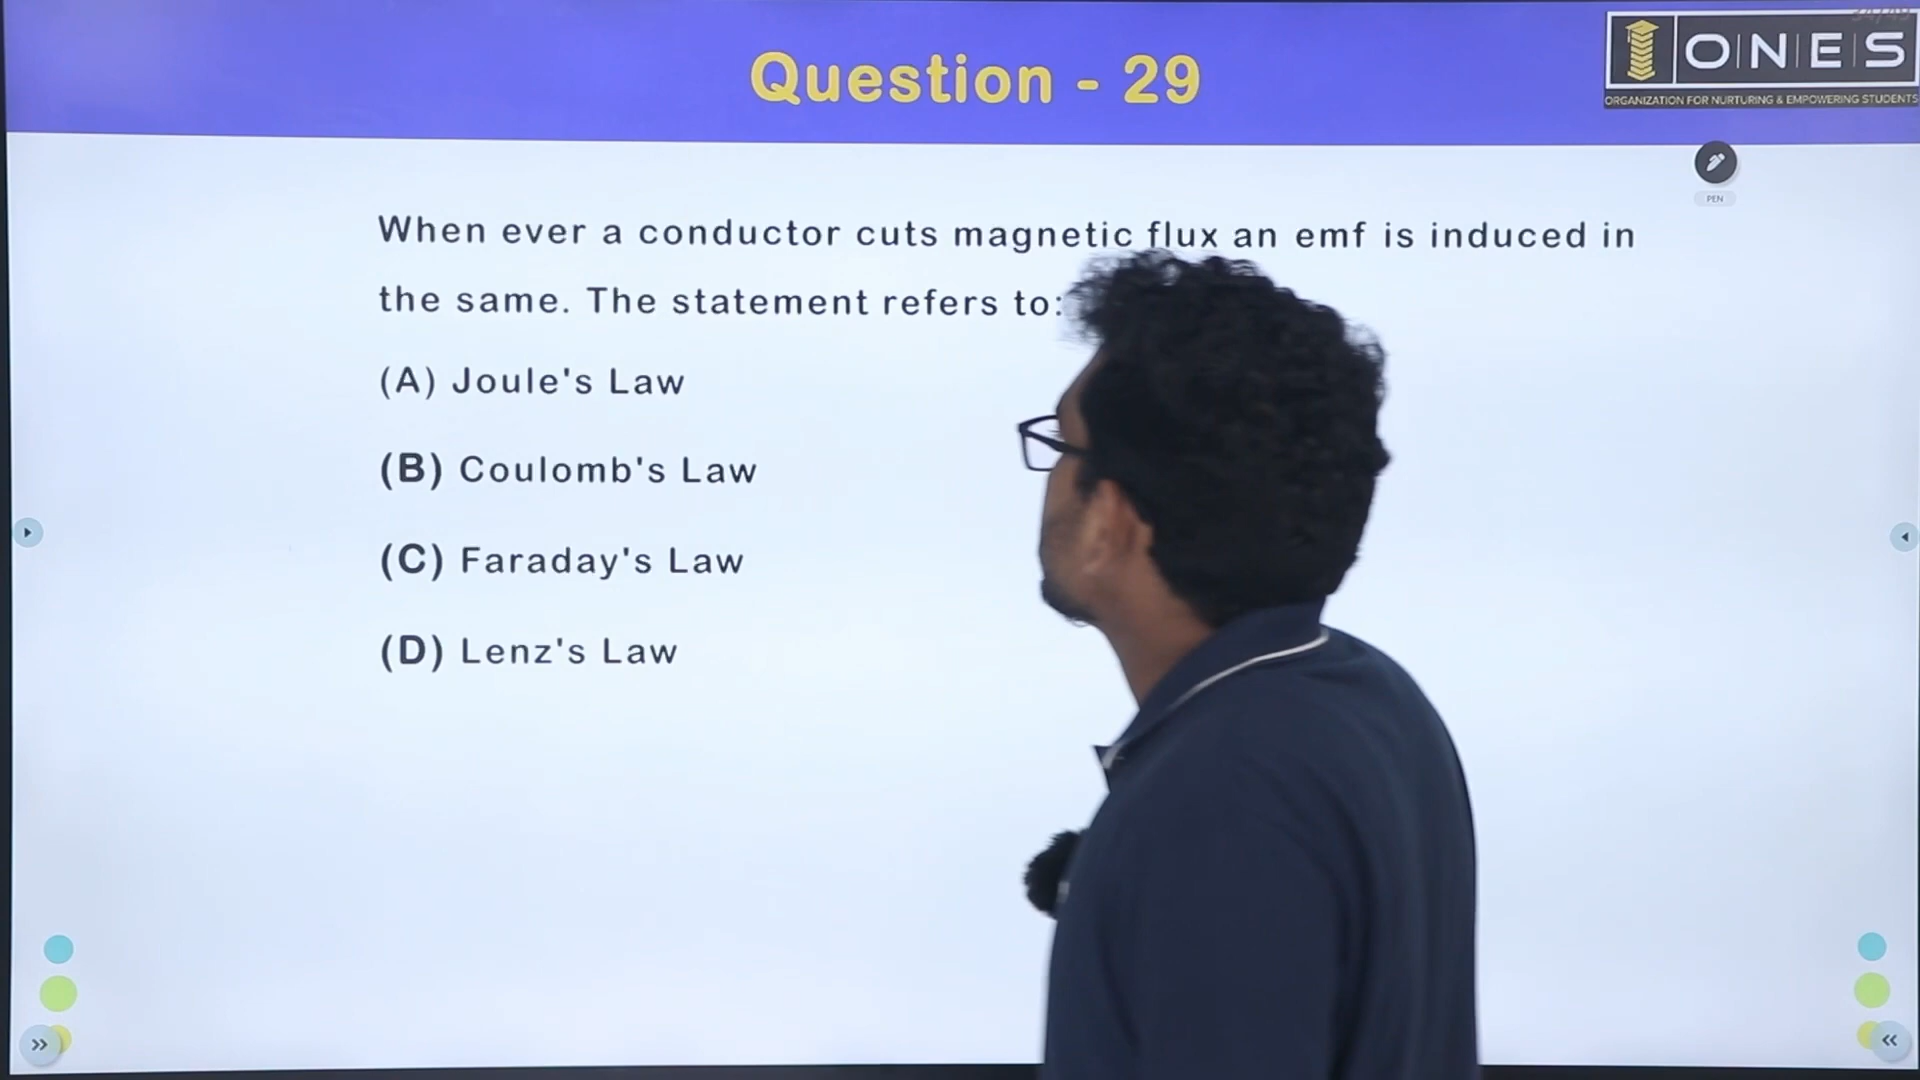 Question - 29
ONES
ORGANIZATION FOR NURTURING & EMPOWERING STUDENTS
PEN
When ever a conductor cuts magnetic flux an emf is induced in
the same. The statement refers to:
(A) Joule's Law
(B) Coulomb's Law
(C) Faraday's Law
(D) Lenz's Law